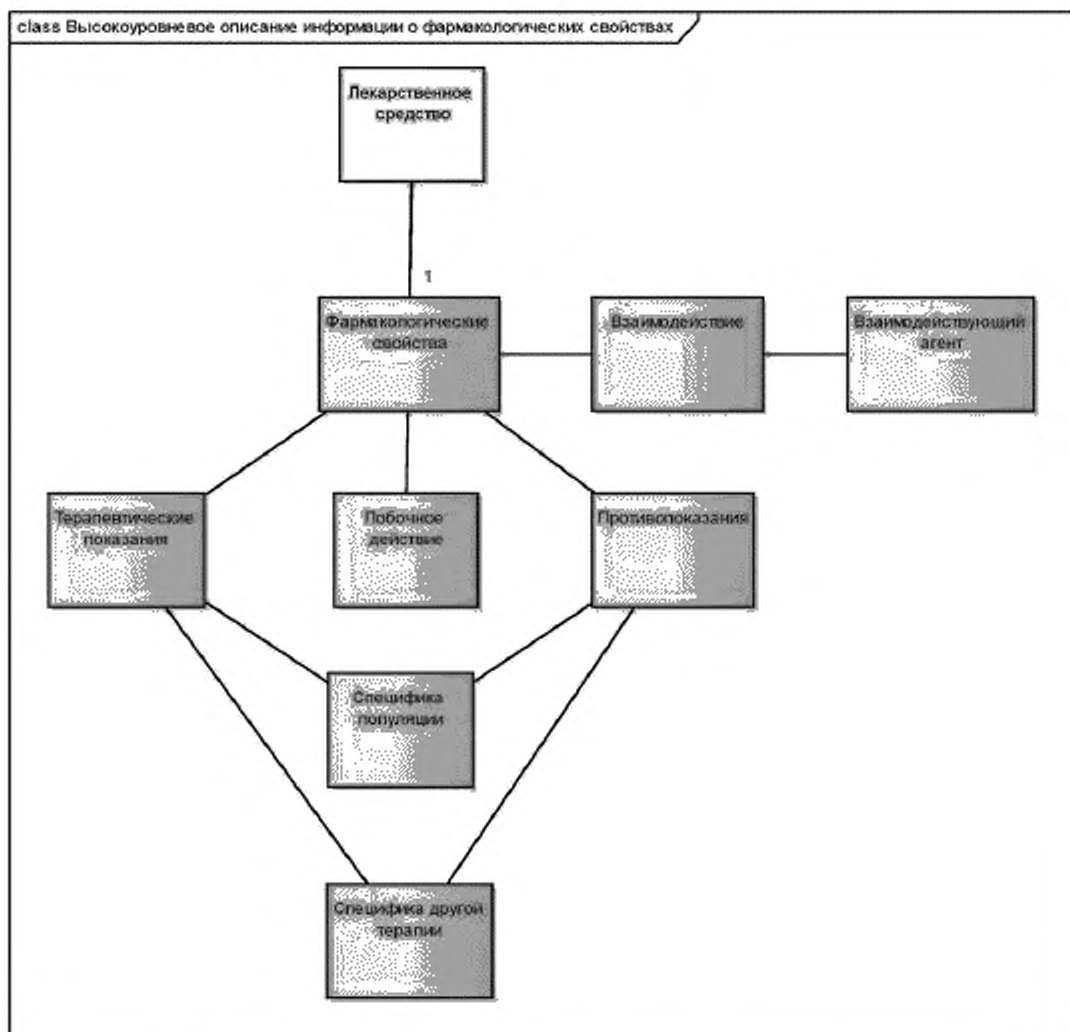 class Высокоуровневое описание информации о фармакологических свойствах
Лекарственное
средство
1
Фармакологические
свойства
Взаимодействие
Взаимодействующий
агент
Терапевтические
показания
Побочное
действие
Противопоказания
Специфика
популяции
Специфика другой
терапии